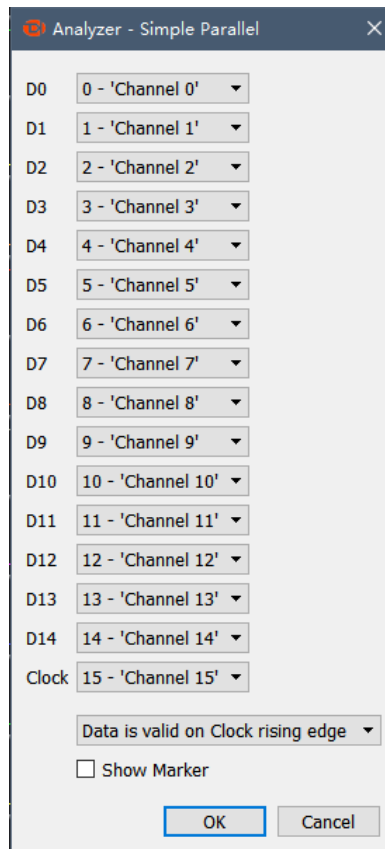 Analyzer - Simple Parallel
D0 0 - 'Channel 0'
D1 1 - 'Channel 1'
D2 2 - 'Channel 2'
D3 3 - 'Channel 3'
D4 4 - 'Channel 4'
D5 5 - 'Channel 5'
D6 6 - 'Channel 6'
D7 7 - 'Channel 7'
D8 8 - 'Channel 8'
D9 9 - 'Channel 9'
D10 10 - 'Channel 10'
D11 11 - 'Channel 11'
D12 12 - 'Channel 12'
D13 13 - 'Channel 13'
D14 14 - 'Channel 14'
Clock 15 - 'Channel 15'
Data is valid on Clock rising edge
Show Marker
OK Cancel